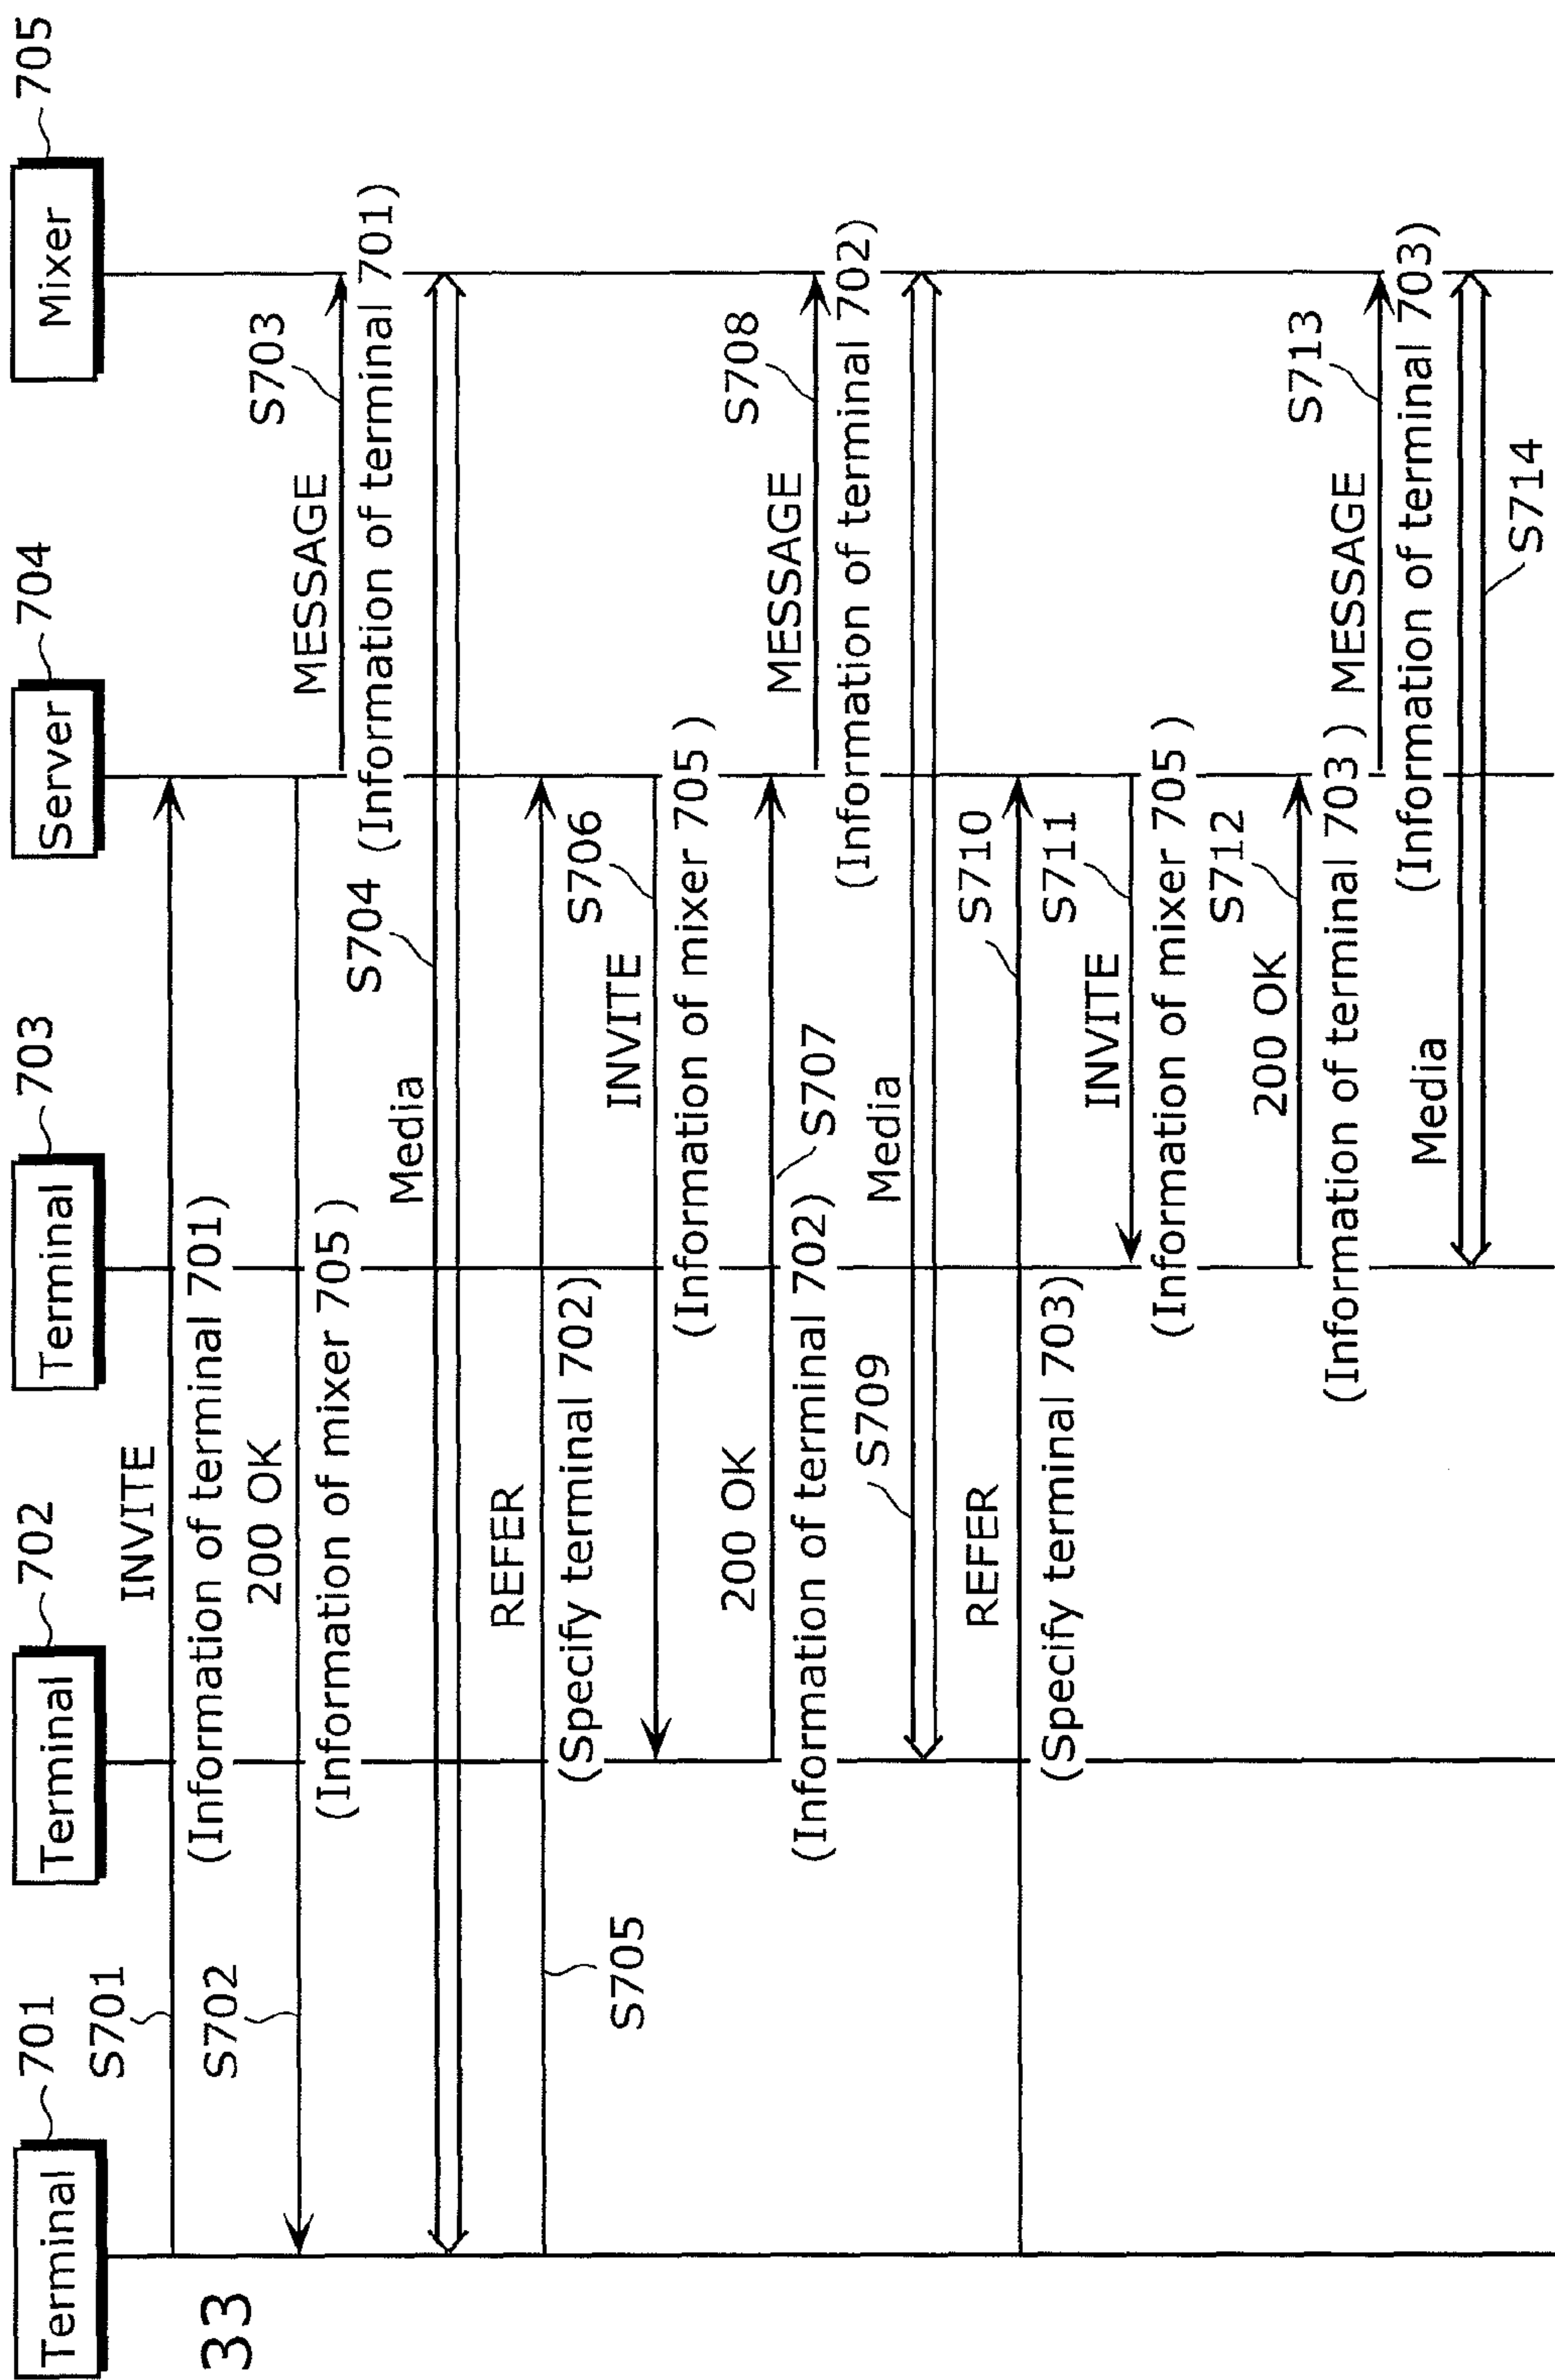 33
Terminal
701
Terminal
702
Terminal
703
Server
704
Mixer
705
S701
INVITE
(Information of terminal 701)
S702
200 OK
(Information of mixer 705 )
S703
MESSAGE
(Information of terminal 701)
S704
Media
S705
REFER
(Specify terminal 702)
S706
INVITE
(Information of mixer 705 )
200 OK
S707
(Information of terminal 702)
S708
MESSAGE
(Information of terminal 702)
S709
Media
S710
REFER
(Specify terminal 703)
S711
INVITE
(Information of mixer 705 )
S712
200 OK
(Information of terminal 703 )
S713
MESSAGE
(Information of terminal 703)
Media
S714